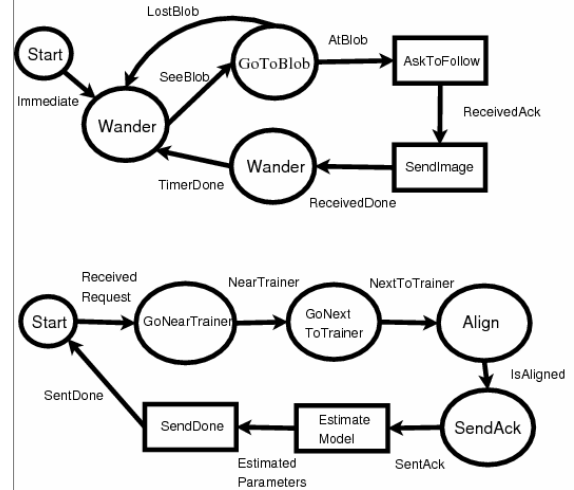 LostBlob
Start
GoToBlob
AtBlob
AskToFollow
SeeBlob
Immediate
Wander
ReceivedAck
Wander
SendImage
TimerDone
ReceivedDone
Received
Request
NearTrainer
NextToTrainer
Start
GoNearTrainer
GoNext
ToTrainer
Align
IsAligned
SentDone
SendDone
Estimate
Model
SendAck
Estimated
Parameters
SentAck